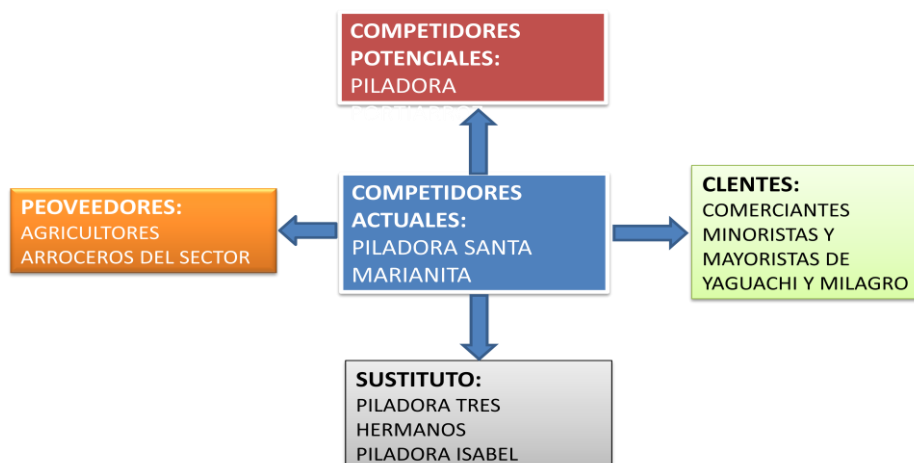 COMPETIDORES
POTENCIALES:
PILADORA
PEOVEEDORES:
AGRICULTORES
ARROCEROS DEL SECTOR
COMPETIDORES
ACTUALES:
PILADORA SANTA
MARIANITA
CLENTES:
COMERCIANTES
MINORISTAS Y
MAYORISTAS DE
YAGUACHI Y MILAGRO
SUSTITUTO:
PILADORA TRES
HERMANOS
PILADORA ISABEL